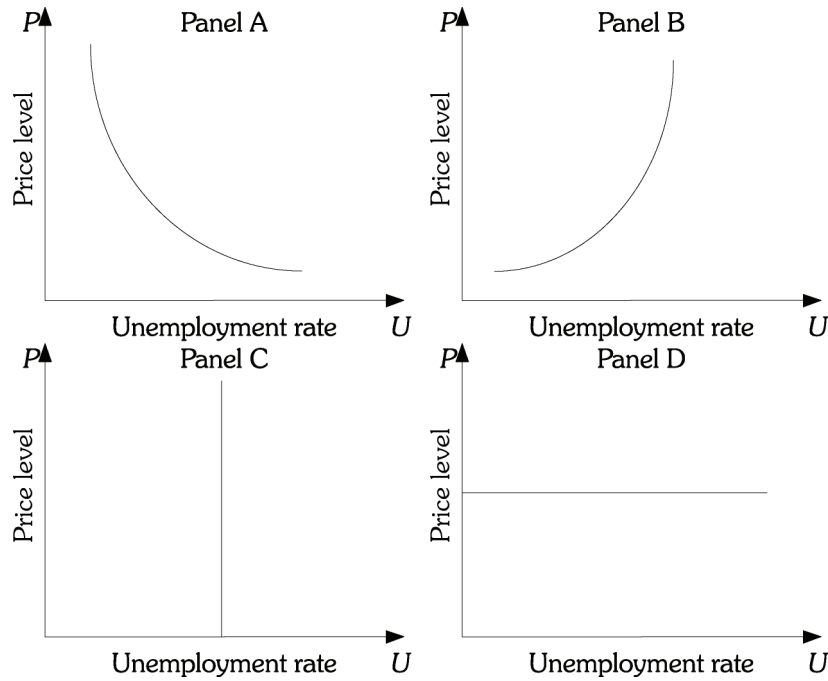 P
Panel A
Price level
Unemployment rate
U
P
Panel B
Price level
Unemployment rate
U
P
Panel C
Price level
Unemployment rate
U
P
Panel D
Price level
Unemployment rate
U